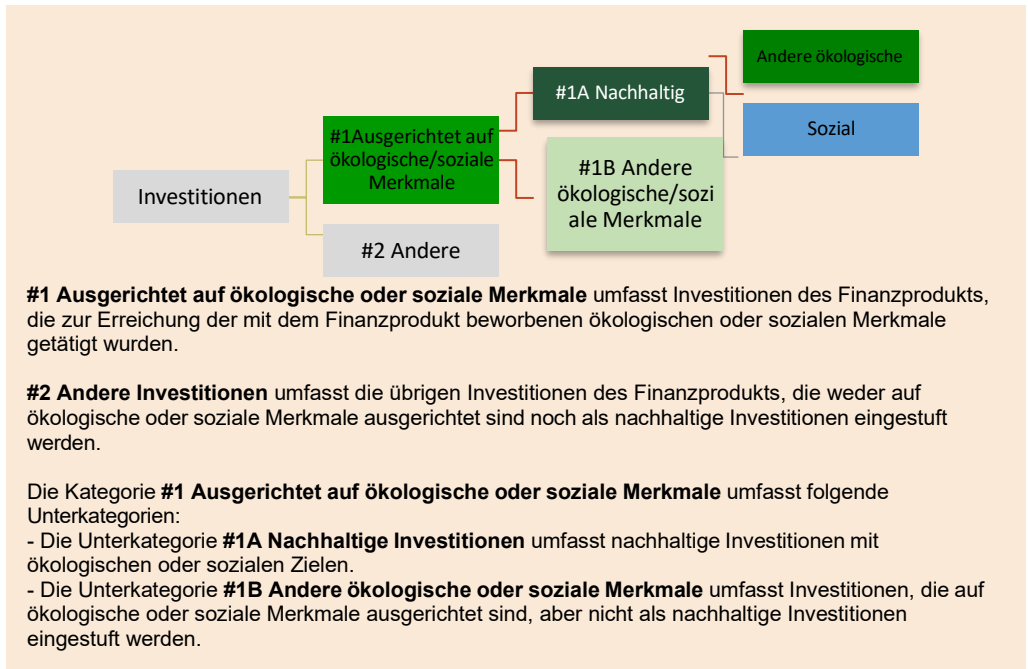 Investitionen
#1Ausgerichtet auf
ökologische/soziale
Merkmale
#2 Andere
#1A Nachhaltig
#1B Andere
ökologische/sozi
ale Merkmale
Andere ökologische
Sozial
#1 Ausgerichtet auf ökologische oder soziale Merkmale umfasst Investitionen des Finanzprodukts,
die zur Erreichung der mit dem Finanzprodukt beworbenen ökologischen oder sozialen Merkmale
getätigt wurden.
#2 Andere Investitionen umfasst die übrigen Investitionen des Finanzprodukts, die weder auf
ökologische oder soziale Merkmale ausgerichtet sind noch als nachhaltige Investitionen eingestuft
werden.
Die Kategorie #1 Ausgerichtet auf ökologische oder soziale Merkmale umfasst folgende
Unterkategorien:
- Die Unterkategorie #1A Nachhaltige Investitionen umfasst nachhaltige Investitionen mit
ökologischen oder sozialen Zielen.
- Die Unterkategorie #1B Andere ökologische oder soziale Merkmale umfasst Investitionen, die auf
ökologische oder soziale Merkmale ausgerichtet sind, aber nicht als nachhaltige Investitionen
eingestuft werden.